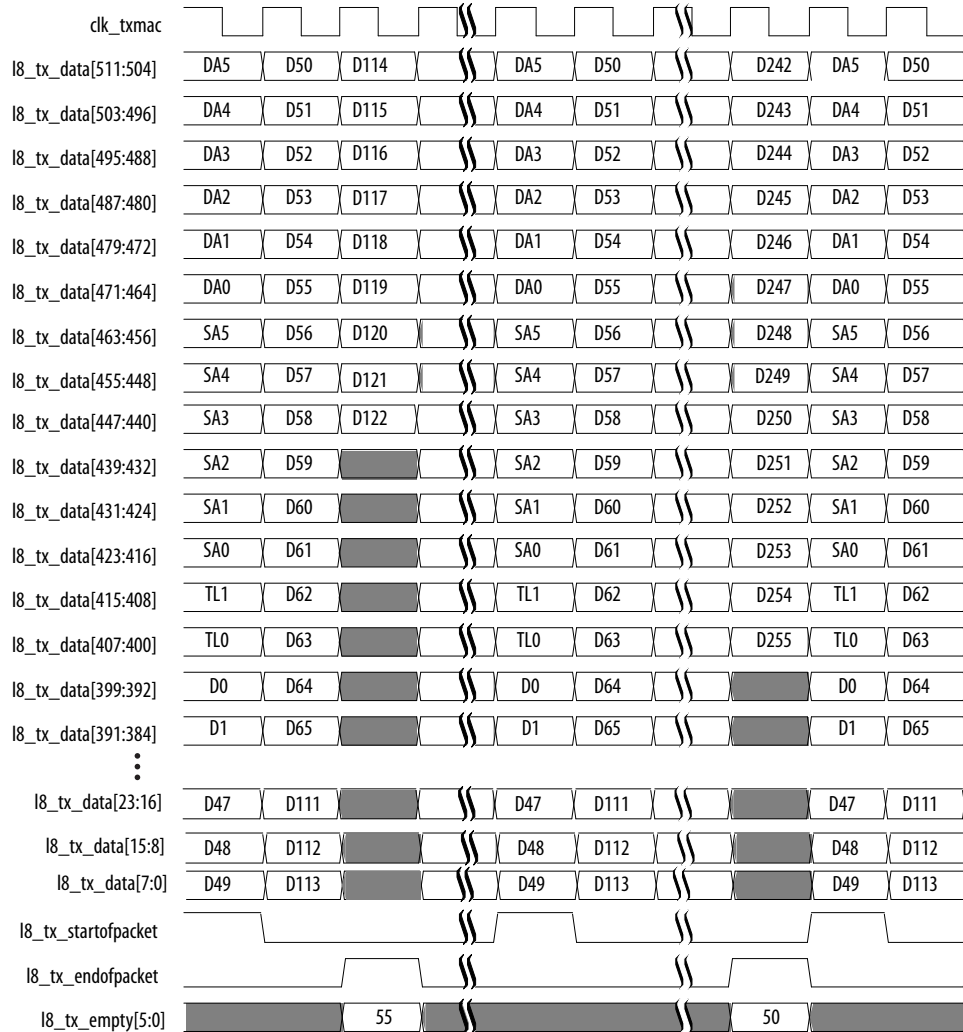 clk_txmac
l8_tx_data[511:504] DA5 D50 D114 DA5 D50 D242 DA5 D50
l8_tx_data[503:496] DA4 D51 D115 DA4 D51 D243 DA4 D51
l8_tx_data[495:488] DA3 D52 D116 DA3 D52 D244 DA3 D52
l8_tx_data[487:480] DA2 D53 D117 DA2 D53 D245 DA2 D53
l8_tx_data[479:472] DA1 D54 D118 DA1 D54 D246 DA1 D54
l8_tx_data[471:464] DA0 D55 D119 DA0 D55 D247 DA0 D55
l8_tx_data[463:456] SA5 D56 D120 SA5 D56 D248 SA5 D56
l8_tx_data[455:448] SA4 D57 D121 SA4 D57 D249 SA4 D57
l8_tx_data[447:440] SA3 D58 D122 SA3 D58 D250 SA3 D58
l8_tx_data[439:432] SA2 D59 SA2 D59 D251 SA2 D59
l8_tx_data[431:424] SA1 D60 SA1 D60 D252 SA1 D60
l8_tx_data[423:416] SA0 D61 SA0 D61 D253 SA0 D61
l8_tx_data[415:408] TL1 D62 TL1 D62 D254 TL1 D62
l8_tx_data[407:400] TL0 D63 TL0 D63 D255 TL0 D63
l8_tx_data[399:392] D0 D64 D0 D64 D0 D64
l8_tx_data[391:384] D1 D65 D1 D65 D1 D65
l8_tx_data[23:16] D47 D111 D47 D111 D47 D111
l8_tx_data[15:8] D48 D112 D48 D112 D48 D112
l8_tx_data[7:0] D49 D113 D49 D113 D49 D113
l8_tx_startofpacket
l8_tx_endofpacket
l8_tx_empty[5:0] 55 50